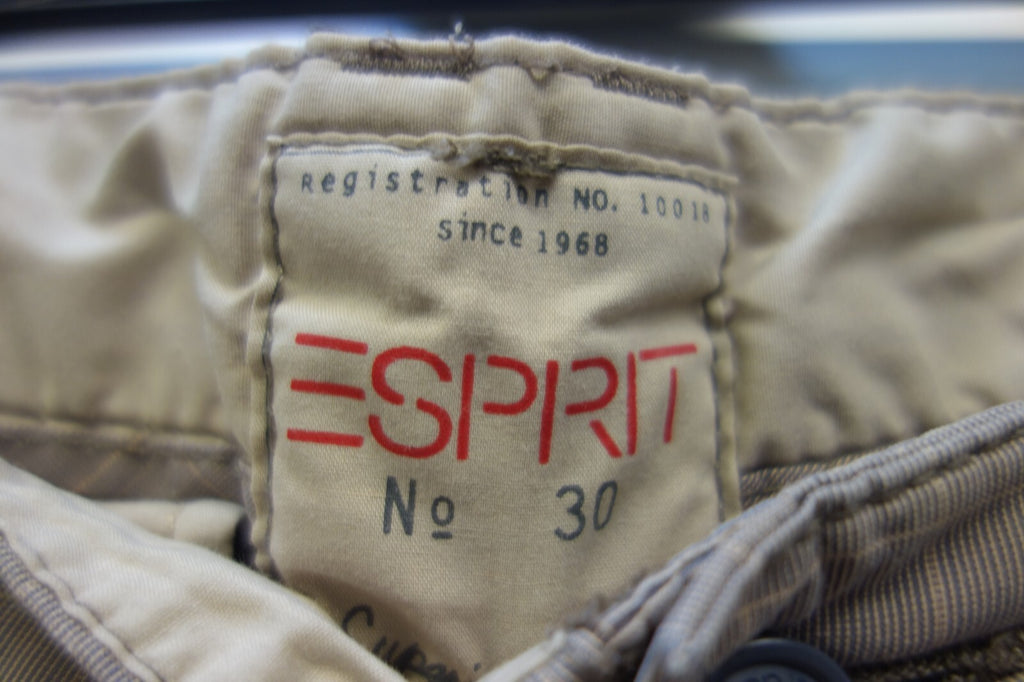 Registration NO. 10018
since 1968
ESPRIT
No 30